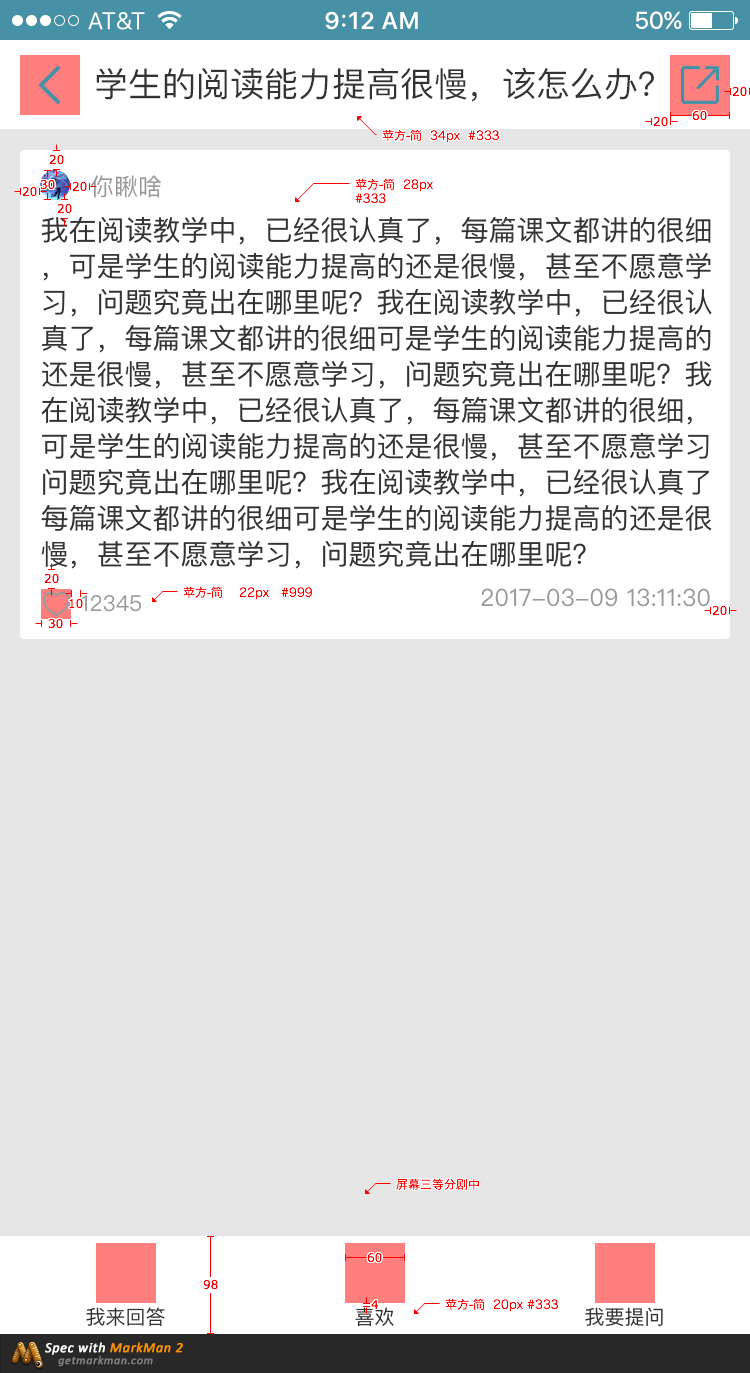 AT&T 9:12 AM 50%
学生的阅读能力提高很慢，该怎么办?
20
60
20
苹方-简 34px #333
20
20
30
20
20
你瞅啥
苹方-简 28px
#333
我在阅读教学中，已经很认真了，每篇课文都讲的很细
，可是学生的阅读能力提高的还是很慢，甚至不愿意学
习，问题究竟出在哪里呢？我在阅读教学中，已经很认
真了，每篇课文都讲的很细可是学生的阅读能力提高的
还是很慢，甚至不愿意学习，问题究竟出在哪里呢？我
在阅读教学中，已经很认真了，每篇课文都讲的很细，
可是学生的阅读能力提高的还是很慢，甚至不愿意学习
问题究竟出在哪里呢？我在阅读教学中，已经很认真了
每篇课文都讲的很细可是学生的阅读能力提高的还是很
慢，甚至不愿意学习，问题究竟出在哪里呢?
20
10
30
12345
苹方-简 22px #999
2017-03-09 13:11:30
20
屏幕三等分剧中
98
60
4
苹方-简 20px #333
我来回答
喜欢
我要提问
Spec with MarkMan 2
getmarkman.com